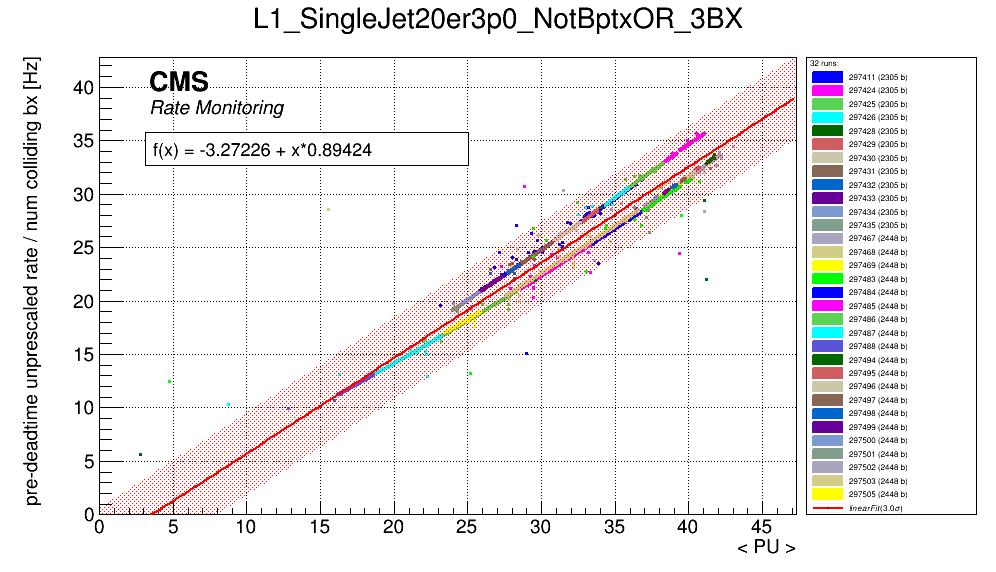 L1_SingleJet20er3p0_NotBptxOR_3BX
pre-deadtime unprescaled rate / num colliding bx [Hz]
CMS
Rate Monitoring
f(x) = -3.27226 + x*0.89424
40
35
30
25
20
15
10
5
0
0 5 10 15 20 25 30 35 40 45
< PU >
32 runs:
297411 (2305 b)
297424 (2305 b)
297425 (2305 b)
297426 (2305 b)
297428 (2305 b)
297429 (2305 b)
297430 (2305 b)
297431 (2305 b)
297432 (2305 b)
297433 (2305 b)
297434 (2305 b)
297435 (2305 b)
297467 (2448 b)
297468 (2448 b)
297469 (2448 b)
297483 (2448 b)
297484 (2448 b)
297485 (2448 b)
297486 (2448 b)
297487 (2448 b)
297488 (2448 b)
297494 (2448 b)
297495 (2448 b)
297496 (2448 b)
297497 (2448 b)
297498 (2448 b)
297499 (2448 b)
297500 (2448 b)
297501 (2448 b)
297502 (2448 b)
297503 (2448 b)
297505 (2448 b)
linearFit(3.0σ)